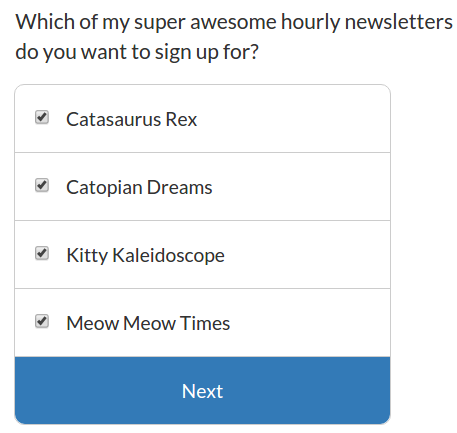 Which of my super awesome hourly newsletters
do you want to sign up for?
Catasaurus Rex
Catopian Dreams
Kitty Kaleidoscope
Meow Meow Times
Next